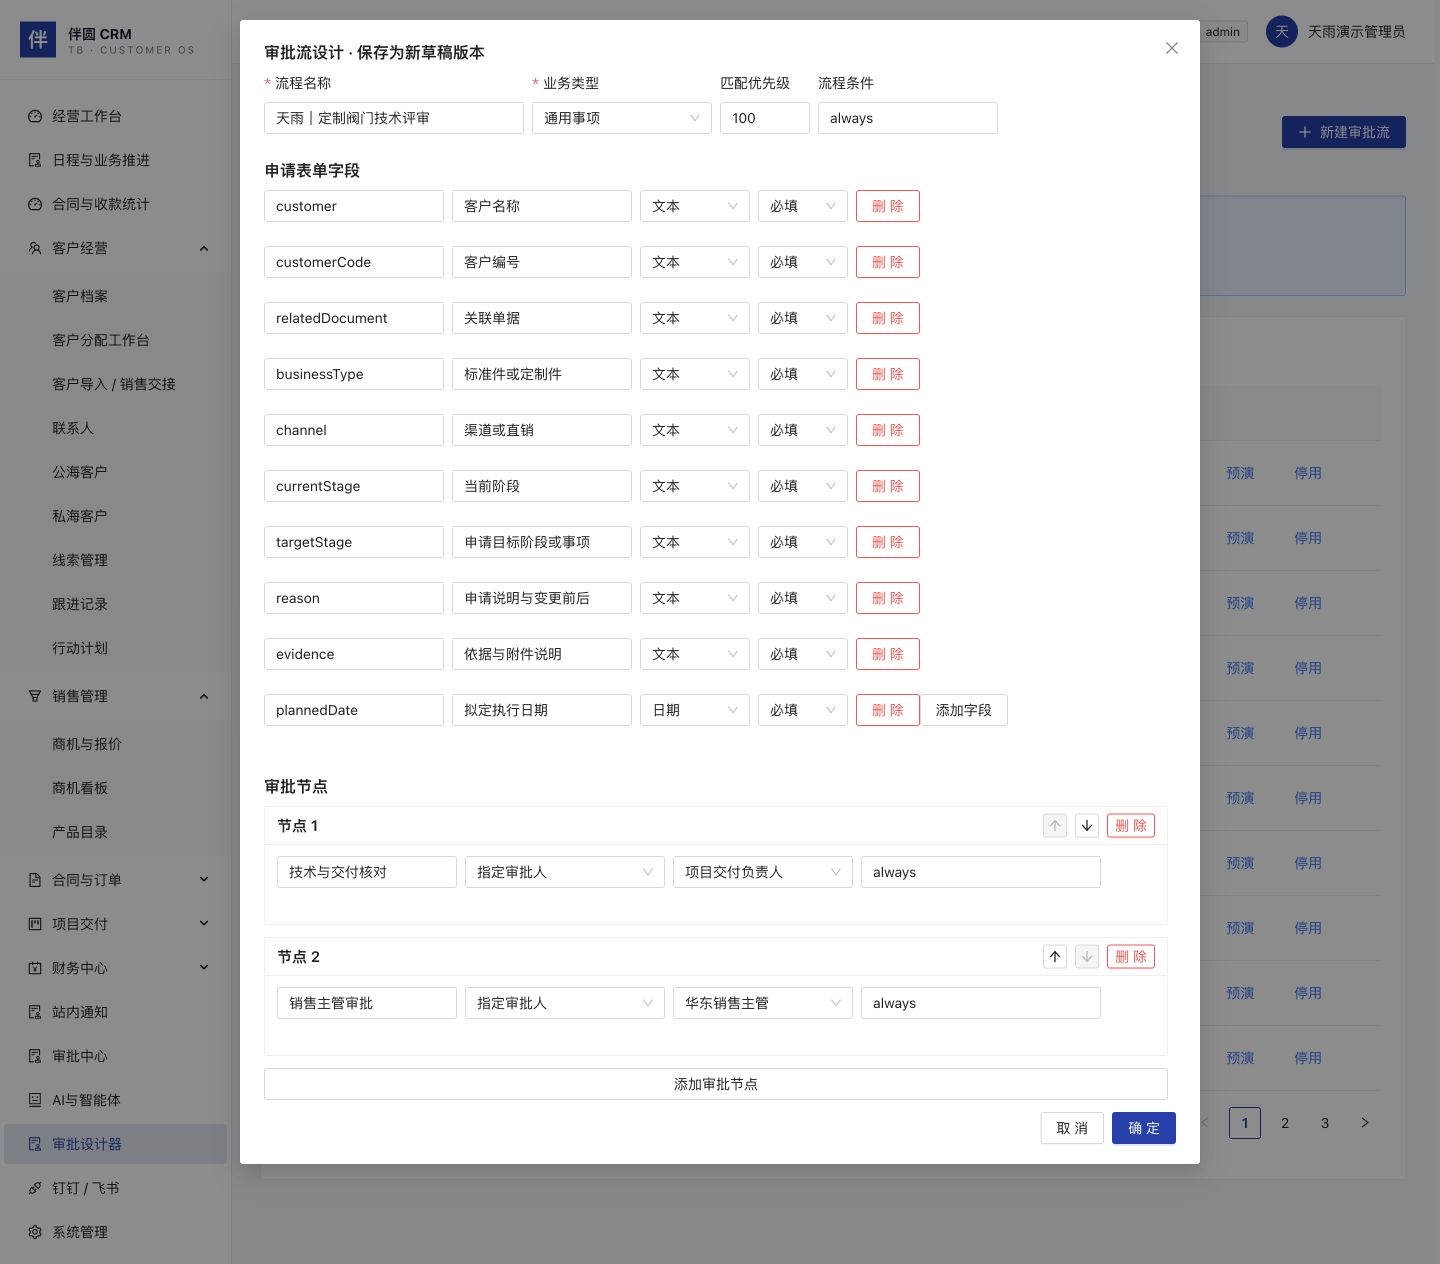 伴
伴圆 CRM
TB · CUSTOMER OS
经营工作台
日程与业务推进
合同与收款统计
客户经营
客户档案
客户分配工作台
客户导入 / 销售交接
联系人
公海客户
私海客户
线索管理
跟进记录
行动计划
销售管理
商机与报价
商机看板
产品目录
合同与订单
项目交付
财务中心
站内通知
审批中心
AI与智能体
审批设计器
钉钉 / 飞书
系统管理
admin
天
天雨演示管理员
新建审批流
审批流设计 · 保存为新草稿版本
* 流程名称 * 业务类型 匹配优先级 流程条件
天雨｜定制阀门技术评审 通用事项 100 always
申请表单字段
customer 客户名称 文本 必填 删 除
customerCode 客户编号 文本 必填 删 除
relatedDocument 关联单据 文本 必填 删 除
businessType 标准件或定制件 文本 必填 删 除
channel 渠道或直销 文本 必填 删 除
currentStage 当前阶段 文本 必填 删 除
targetStage 申请目标阶段或事项 文本 必填 删 除
reason 申请说明与变更前后 文本 必填 删 除
evidence 依据与附件说明 文本 必填 删 除
plannedDate 拟定执行日期 日期 必填 删 除 添加字段
审批节点
节点 1 删 除
技术与交付核对 指定审批人 项目交付负责人 always
节点 2 删 除
销售主管审批 指定审批人 华东销售主管 always
添加审批节点
取 消 确 定
预演 停用
预演 停用
预演 停用
预演 停用
预演 停用
预演 停用
预演 停用
预演 停用
预演 停用
预演 停用
1 2 3